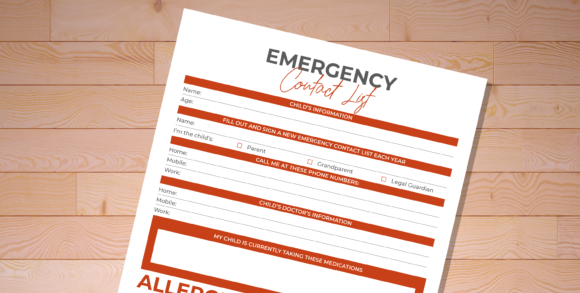 EMERGENCY
Contact List
CHILD'S INFORMATION
Name:
Age:
FILL OUT AND SIGN A NEW EMERGENCY CONTACT LIST EACH YEAR
Name:
I'm the child's: Parent Grandparent Legal Guardian
CALL ME AT THESE PHONE NUMBERS:
Home:
Mobile:
Work:
CHILD'S DOCTOR'S INFORMATION
Home:
Mobile:
Work:
MY CHILD IS CURRENTLY TAKING THESE MEDICATIONS